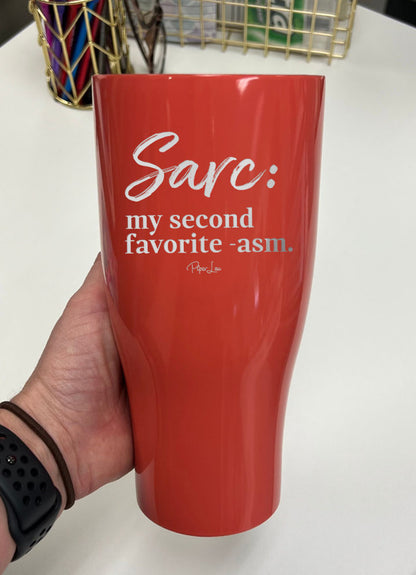 Sarc:
my second
favorite -asm.
Piper Lou